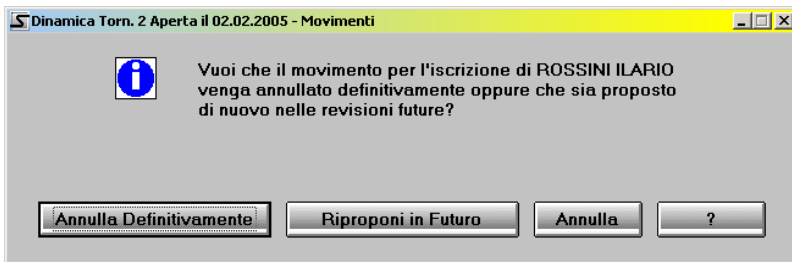 Dinamica Torn. 2 Aperta il 02.02.2005 - Movimenti
Vuoi che il movimento per l'iscrizione di ROSSINI ILARIO
venga annullato definitivamente oppure che sia proposto
di nuovo nelle revisioni future?
Annulla Definitivamente Riproponi in Futuro Annulla ?